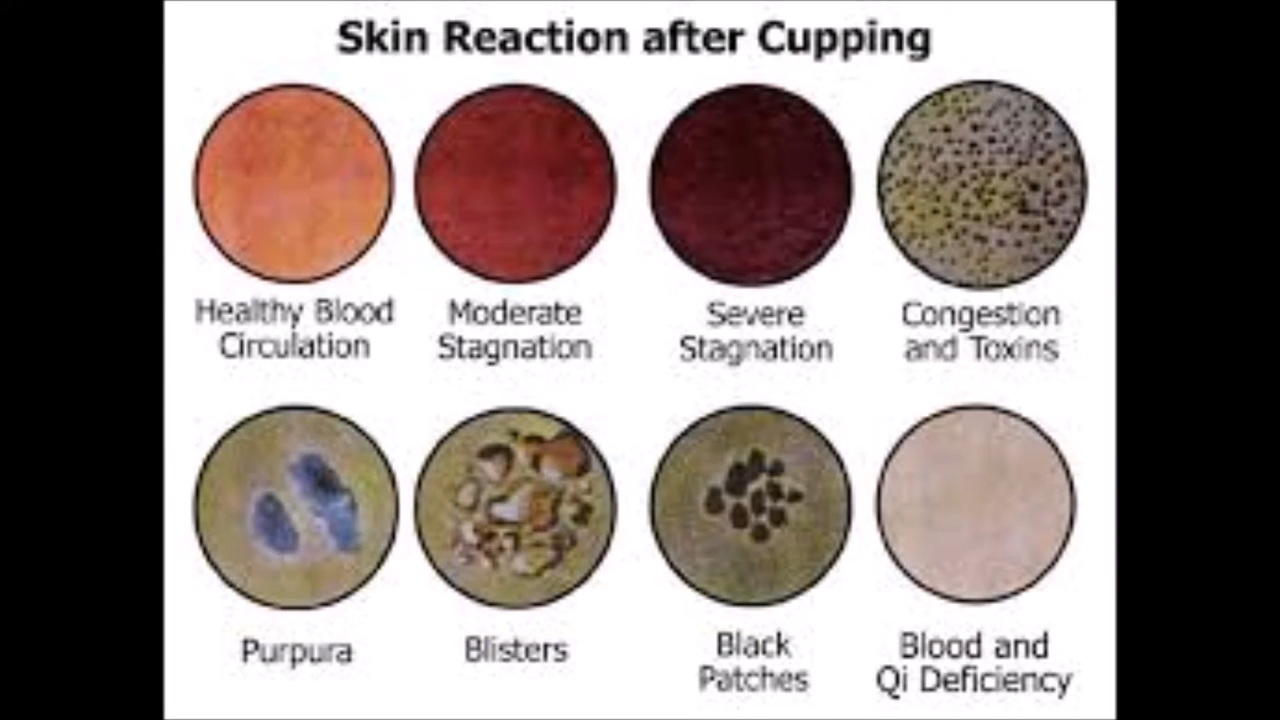 Skin Reaction after Cupping
Healthy Blood
Circulation
Moderate
Stagnation
Severe
Stagnation
Congestion
and Toxins
Purpura
Blisters
Black
Patches
Blood and
Qi Deficiency